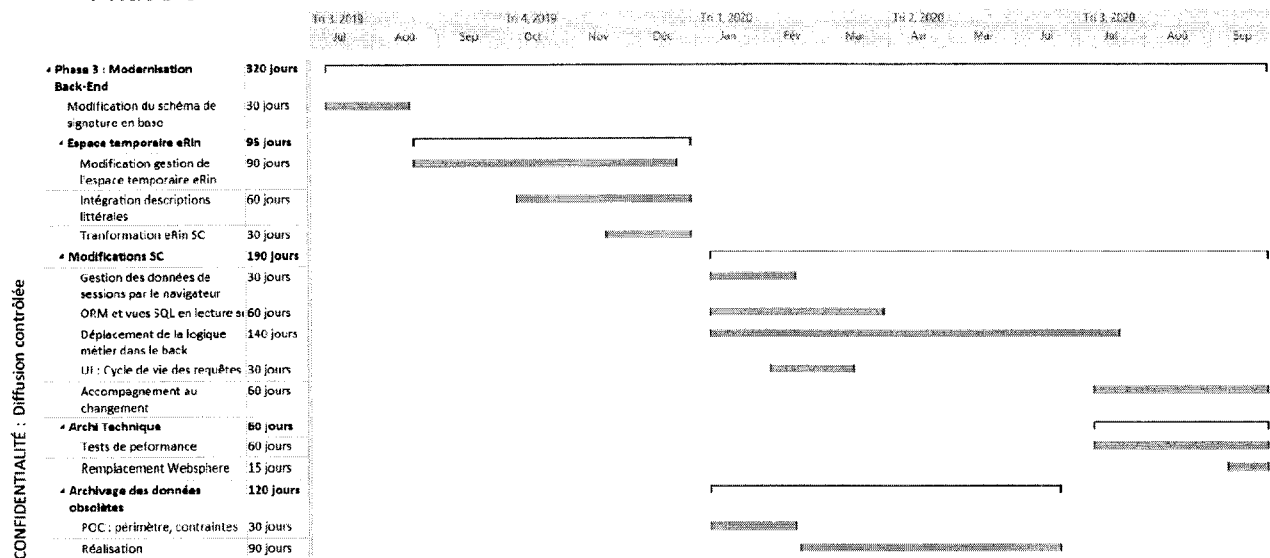 Tri 3, 2019 Tri 4, 2019 Tri 1, 2020 Tri 2, 2020 Tri 3, 2020
Jul Aoû Sep Oct Nov Déc Jan Fév Mar Avr Mai Jul Jul Aoû Sep
Phase 3 : Modernisation 320 jours
Back-End
Modification du schéma de 30 jours
signature en base
Espace temporaire eRin 95 jours
Modification gestion de 90 jours
l'espace temporaire eRin
Intégration descriptions 60 jours
littérales
Tranformation eRin SC 30 jours
Modifications SC 190 jours
Gestion des données de 30 jours
sessions par le navigateur
ORM et vues SQL en lecture se 60 jours
Déplacement de la logique 140 jours
métier dans le back
UI : Cycle de vie des requêtes 30 jours
Accompagnement au 60 jours
changement
Archi Technique 60 jours
Tests de peformance 60 jours
Remplacement Websphere 15 jours
Archivage des données 120 jours
obsolètes
POC : périmètre, contraintes 30 jours
Réalisation 90 jours
CONFIDENTIALITÉ : Diffusion contrôlée